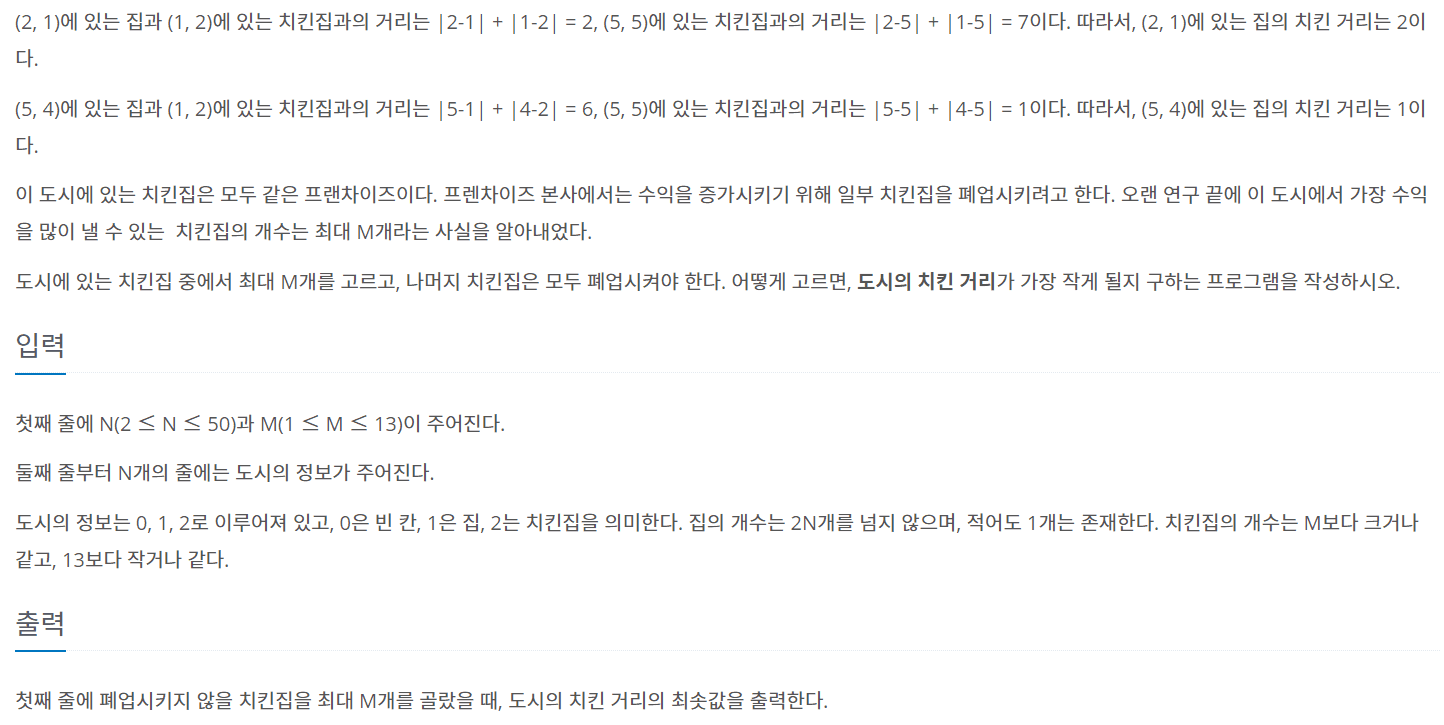 (2, 1)에 있는 집과 (1, 2)에 있는 치킨집과의 거리는 |2-1| + |1-2| = 2, (5, 5)에 있는 치킨집과의 거리는 |2-5| + |1-5| = 7이다. 따라서, (2, 1)에 있는 집의 치킨 거리는 2이
다.
(5, 4)에 있는 집과 (1, 2)에 있는 치킨집과의 거리는 |5-1| + |4-2| = 6, (5, 5)에 있는 치킨집과의 거리는 |5-5| + |4-5| = 1이다. 따라서, (5, 4)에 있는 집의 치킨 거리는 1이
다.
이 도시에 있는 치킨집은 모두 같은 프랜차이즈이다. 프렌차이즈 본사에서는 수익을 증가시키기 위해 일부 치킨집을 폐업시키려고 한다. 오랜 연구 끝에 이 도시에서 가장 수익
을 많이 낼 수 있는  치킨집의 개수는 최대 M개라는 사실을 알아내었다.
도시에 있는 치킨집 중에서 최대 M개를 고르고, 나머지 치킨집은 모두 폐업시켜야 한다. 어떻게 고르면, 도시의 치킨 거리가 가장 작게 될지 구하는 프로그램을 작성하시오.
입력
첫째 줄에 N(2 ≤ N ≤ 50)과 M(1 ≤ M ≤ 13)이 주어진다.
둘째 줄부터 N개의 줄에는 도시의 정보가 주어진다.
도시의 정보는 0, 1, 2로 이루어져 있고, 0은 빈 칸, 1은 집, 2는 치킨집을 의미한다. 집의 개수는 2N개를 넘지 않으며, 적어도 1개는 존재한다. 치킨집의 개수는 M보다 크거나
같고, 13보다 작거나 같다.
출력
첫째 줄에 폐업시키지 않을 치킨집을 최대 M개를 골랐을 때, 도시의 치킨 거리의 최솟값을 출력한다.